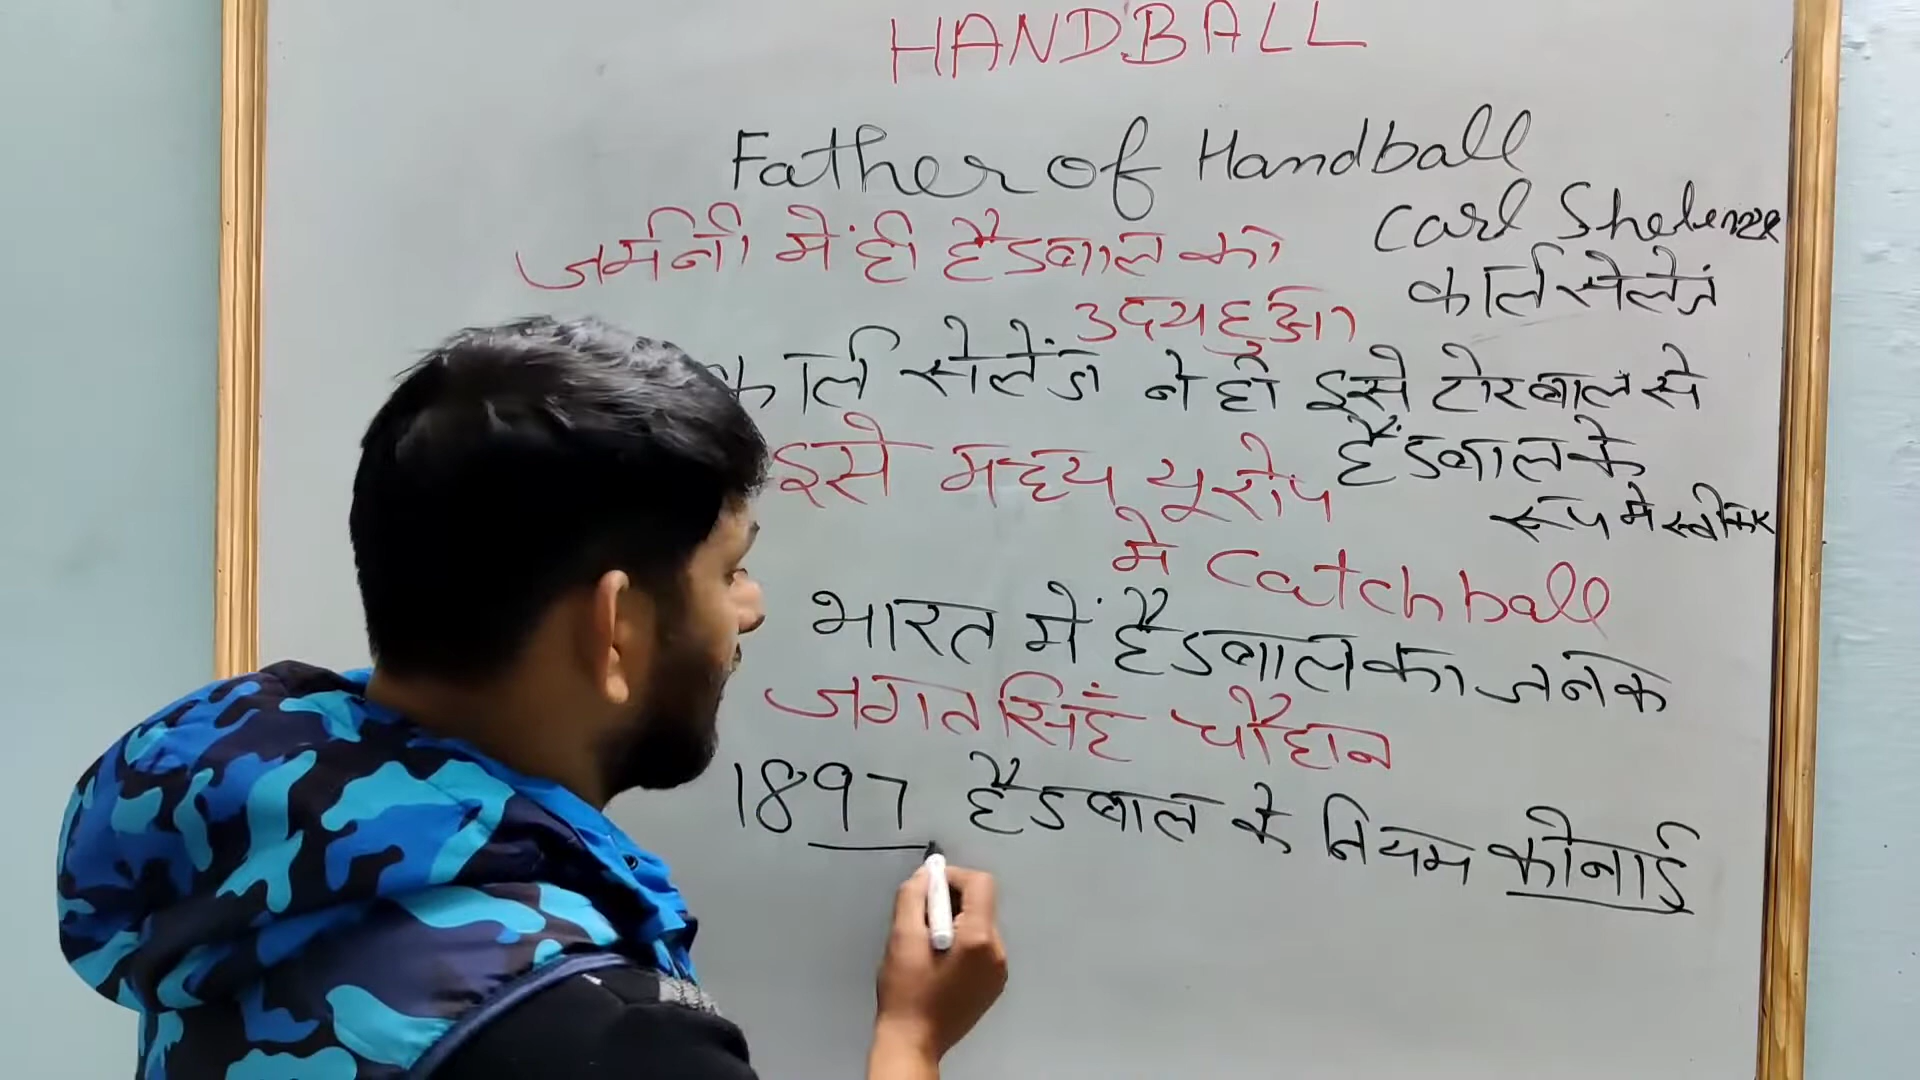 HANDBALL
Father of Handball
Carl Shelenze
जर्मनी में ही हैंडबाल को
कार्ल सेलेंज
उदय हुआ
कार्ल सेलेंज ने ही इसे टोरबाल से
हैंडबाल के
रूप मे
इसे मध्य यूरोप
मे Catchball
भारत में हैडबाल का जनक
जगत सिहँ चौहान
1897 हैडबाल के नियम कोनार्ड